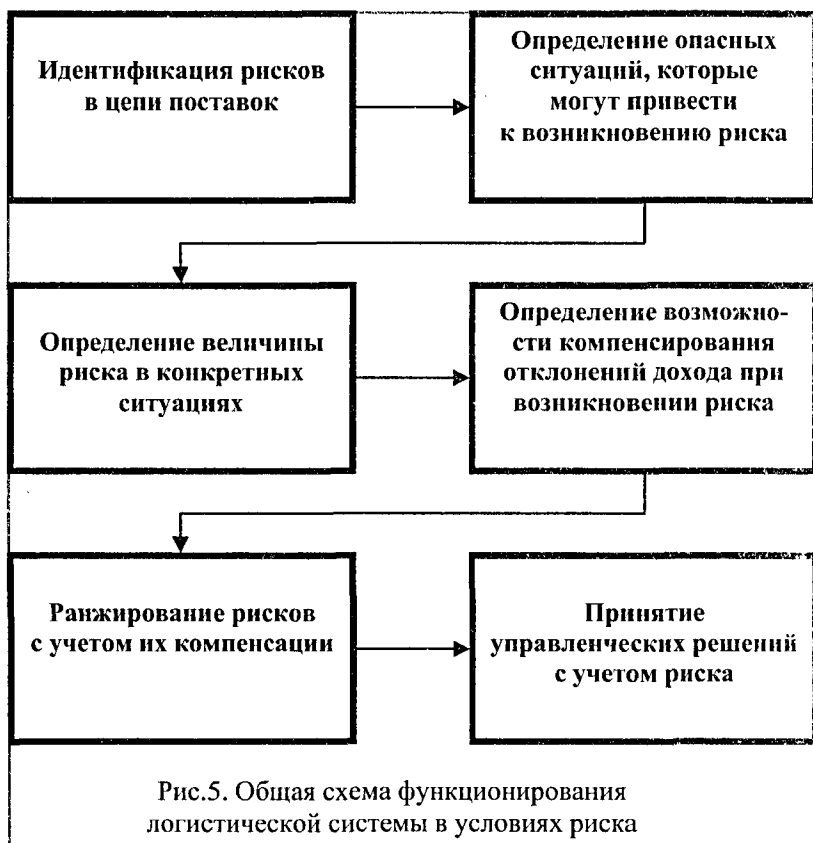 Идентификация рисков
в цепи поставок
Определение опасных
ситуаций, которые
могут привести
к возникновению риска
Определение величины
риска в конкретных
ситуациях
Определение возможно-
сти компенсирования
отклонений дохода при
возникновении риска
Ранжирование рисков
с учетом их компенсации
Принятие
управленческих решений
с учетом риска
Рис.5. Общая схема функционирования
логистической системы в условиях риска